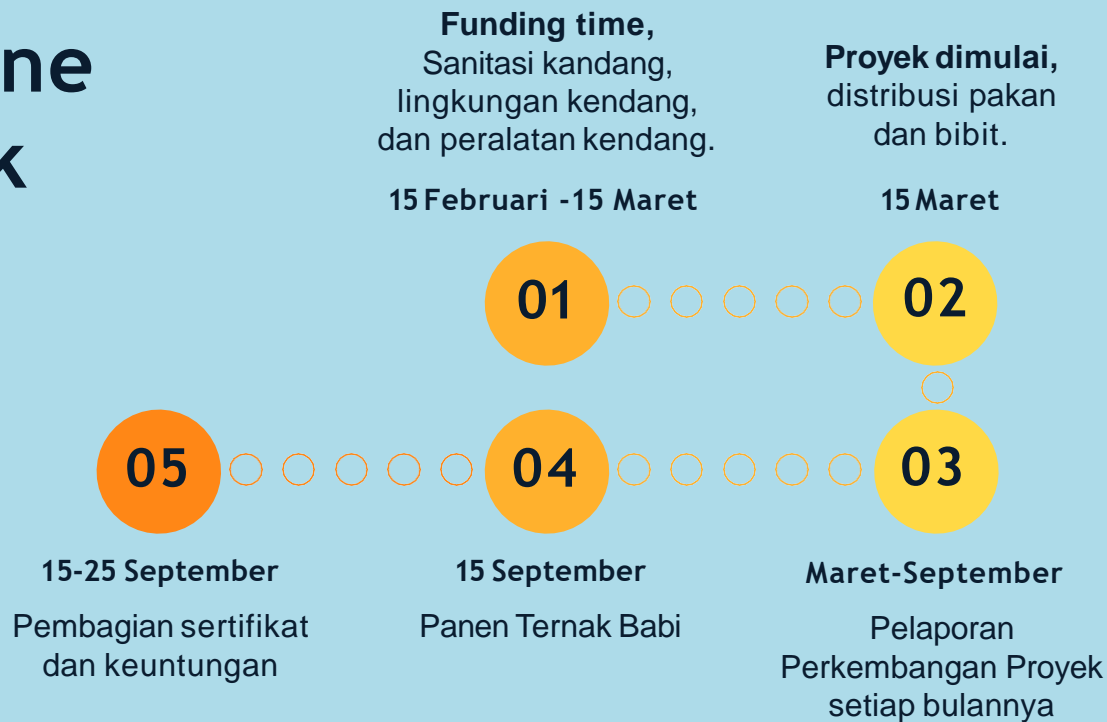 ne
k
Funding time,
Sanitasi kandang,
lingkungan kendang,
dan peralatan kendang.
15 Februari -15 Maret
01
Proyek dimulai,
distribusi pakan
dan bibit.
15 Maret
02
03
Maret-September
Pelaporan
Perkembangan Proyek
setiap bulannya
04
15 September
Panen Ternak Babi
05
15-25 September
Pembagian sertifikat
dan keuntungan